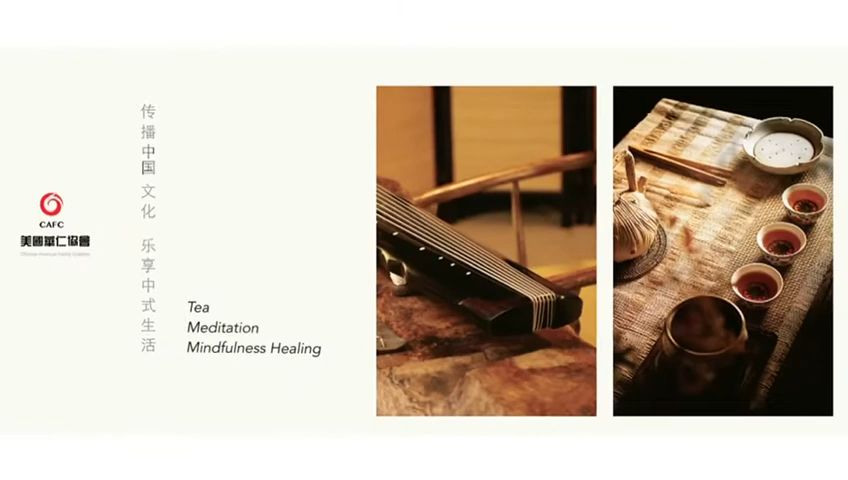 CAFC
美國華仁協會
传播中国文化 乐享中式生活
Tea
Meditation
Mindfulness Healing